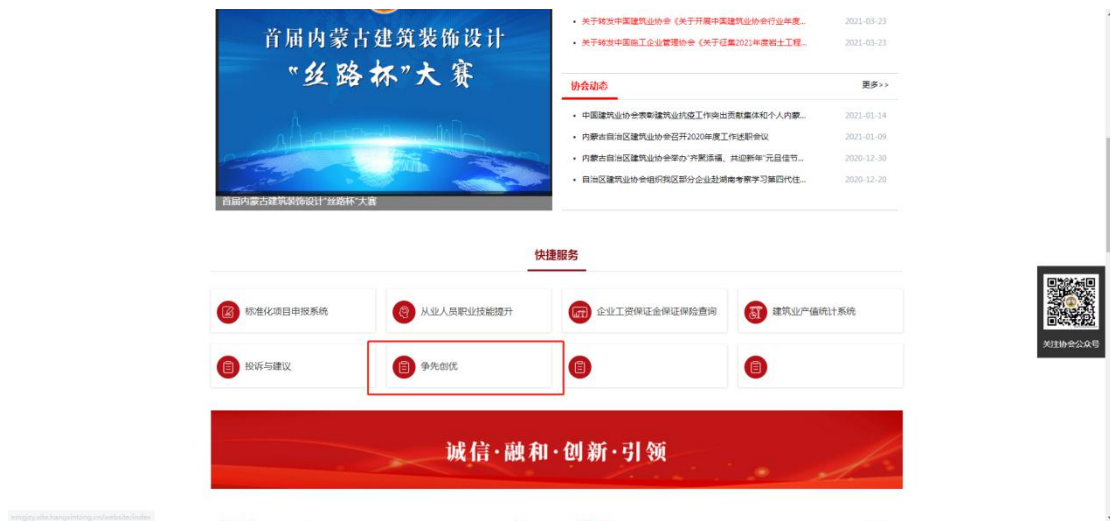 首届内蒙古建筑装饰设计
“丝路杯”大赛
首届内蒙古建筑装饰设计“丝路杯”大赛
• 关于转发中国建筑业协会《关于开展中国建筑业协会行业年度... 2021-03-23
• 关于转发中国施工企业管理协会《关于征集2021年度岩土工程... 2021-03-23
协会动态 更多>>
• 中国建筑业协会表彰建筑业抗疫工作突出贡献集体和个人内蒙... 2021-01-14
• 内蒙古自治区建筑业协会召开2020年度工作述职会议 2021-01-09
• 内蒙古自治区建筑业协会举办“齐聚添福，共迎新年”元旦佳节... 2020-12-30
• 自治区建筑业协会组织我区部分企业赴湖南考察学习第四代住... 2020-12-20
快捷服务
标准化项目申报系统 从业人员职业技能提升 企业工资保证金保证保险查询 建筑业产值统计系统
投诉与建议 争先创优
关注协会公众号
诚信·融和·创新·引领